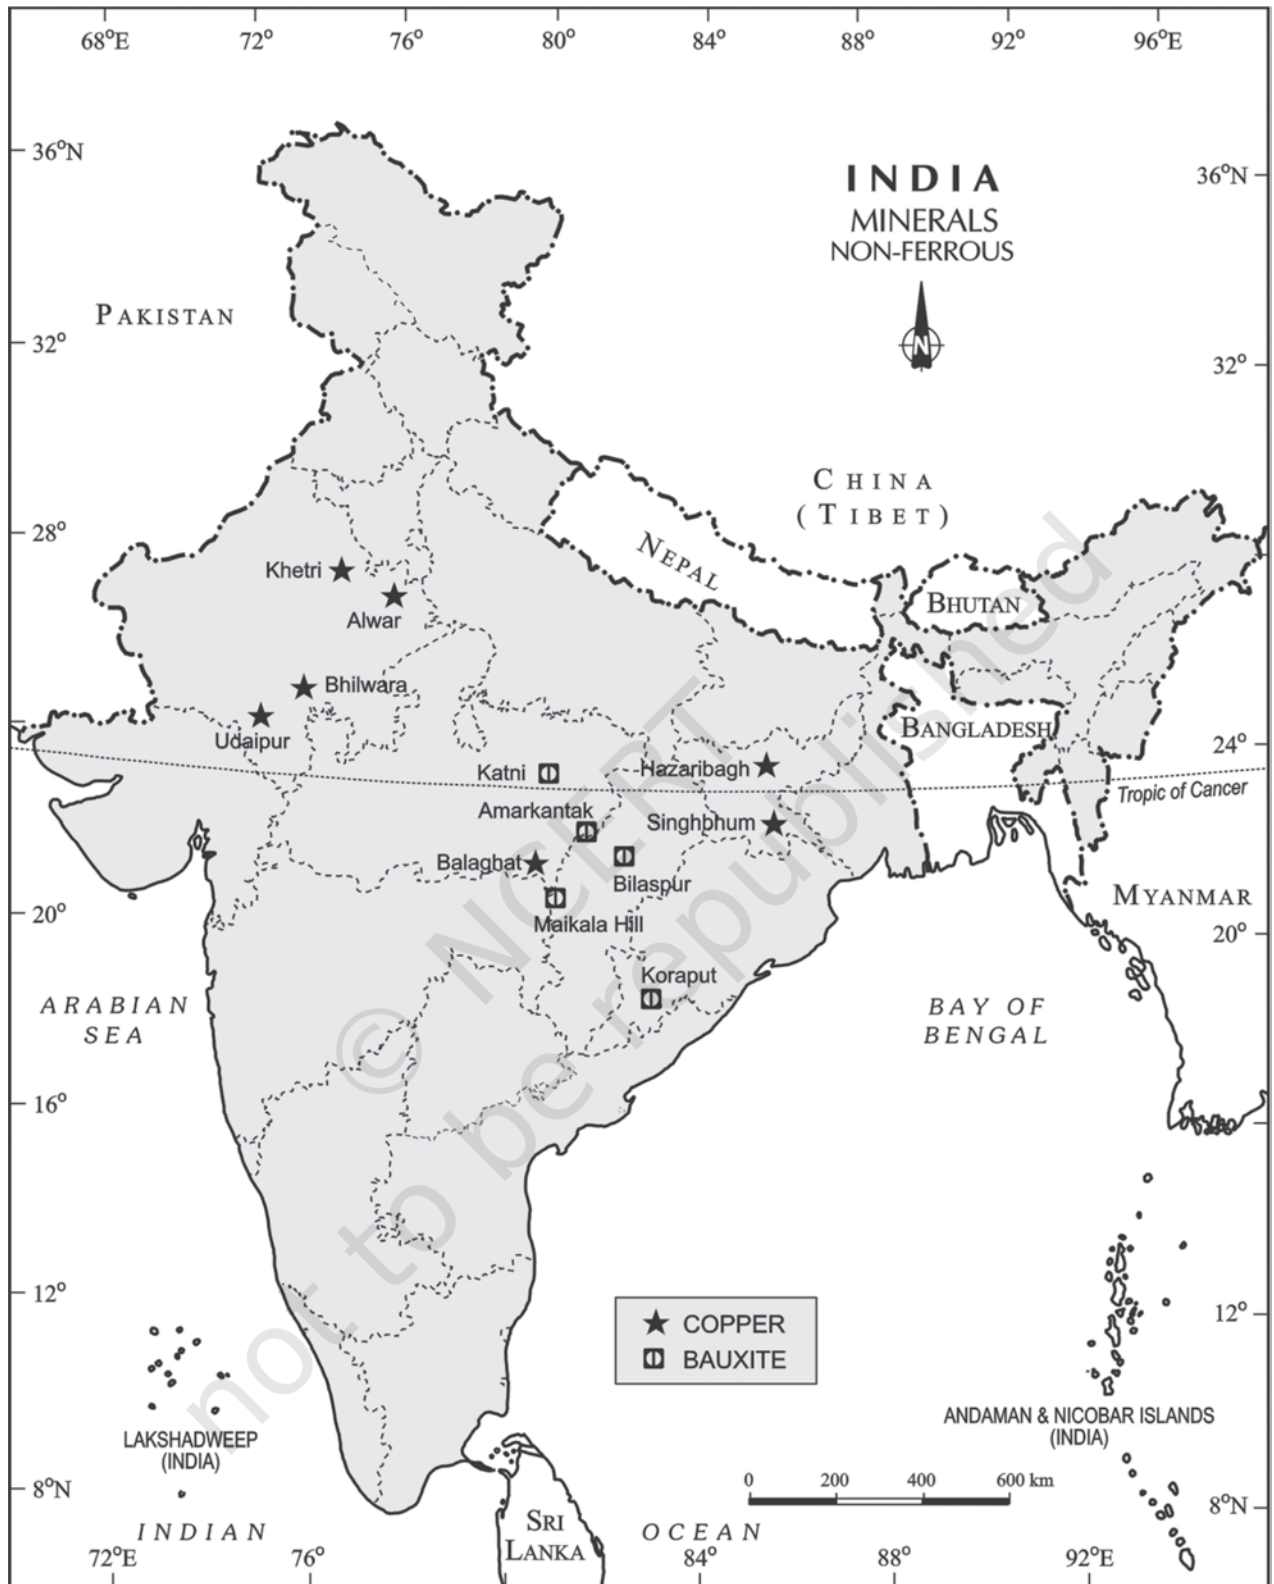 68°E 72° 76° 80° 84° 88° 92° 96°E
36°N
36°N
INDIA
MINERALS
NON-FERROUS
N
PAKISTAN
32°
32°
CHINA
(TIBET)
28°
NEPAL
BHUTAN
Khetri
Alwar
Bhilwara
Udaipur
BANGLADESH
24°
Katni
Hazaribagh
Tropic of Cancer
Amarkantak
Singhbhum
Balaghat
Bilaspur
Maikala Hill
MYANMAR
20°
20°
Koraput
ARABIAN
SEA
BAY OF
BENGAL
© NCERT
not to be republished
16°
12°
12°
COPPER
BAUXITE
ANDAMAN & NICOBAR ISLANDS
(INDIA)
LAKSHADWEEP
(INDIA)
0 200 400 600 km
8°N
8°N
INDIAN
OCEAN
SRI
LANKA
72°E 76° 84° 88° 92°E